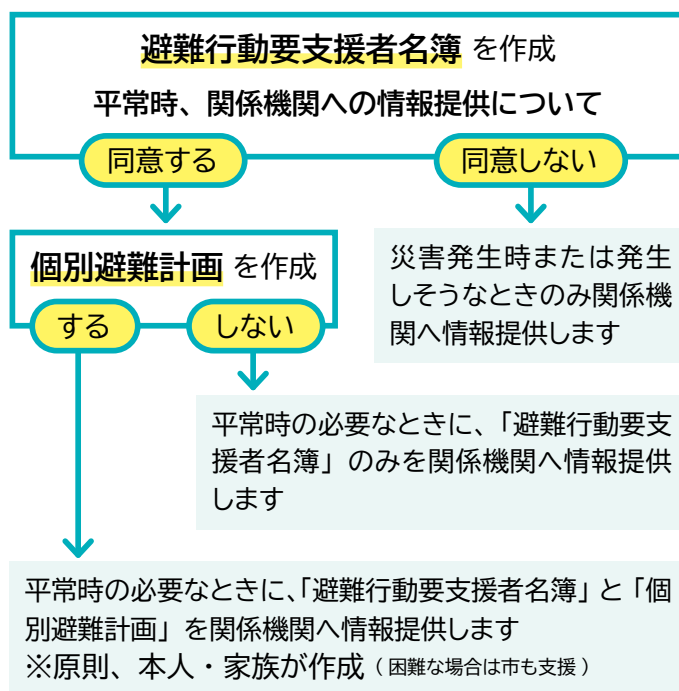 避難行動要支援者名簿 を作成
平常時、関係機関への情報提供について
同意する
同意しない
個別避難計画 を作成
する
しない
災害発生時または発生
しそうなときのみ関係機
関へ情報提供します
平常時の必要なときに、「避難行動要支
援者名簿」のみを関係機関へ情報提供
します
平常時の必要なときに、「避難行動要支援者名簿」と「個
別避難計画」を関係機関へ情報提供します
※原則、本人・家族が作成（困難な場合は市も支援）